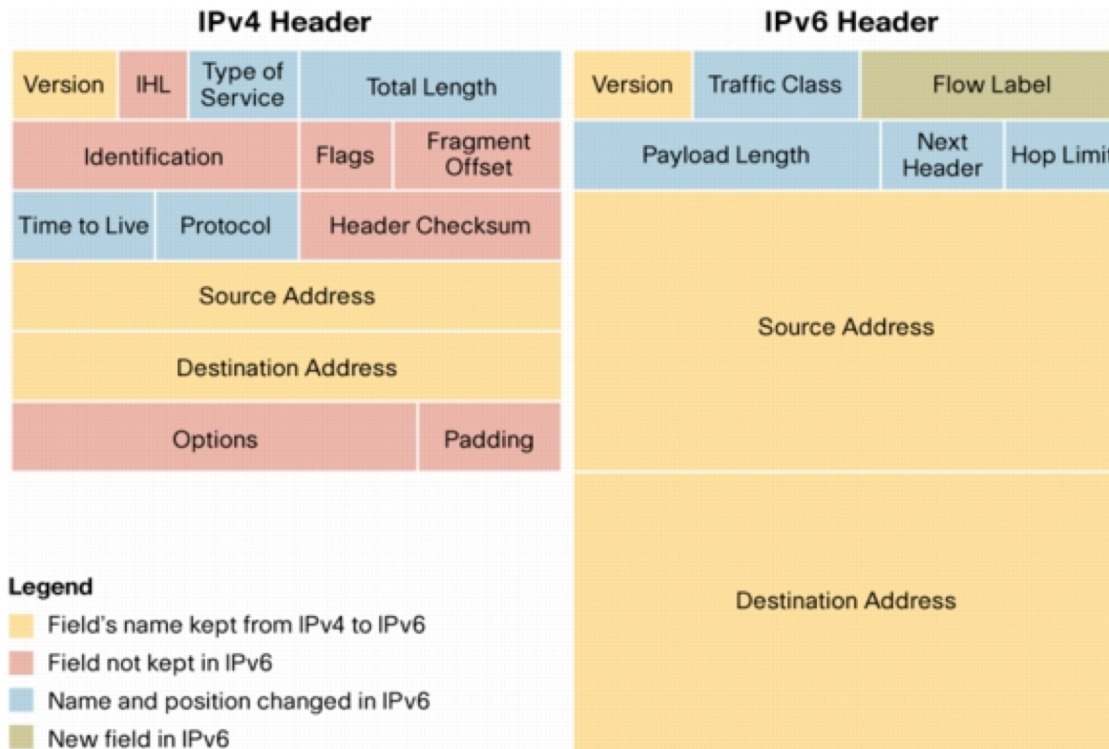 IPv4 Header
IPv6 Header
Version
IHL
Type of
Service
Total Length
Identification
Flags
Fragment
Offset
Time to Live
Protocol
Header Checksum
Source Address
Destination Address
Options
Padding
Version
Traffic Class
Flow Label
Payload Length
Next
Header
Hop Limit
Source Address
Destination Address
Legend
Field's name kept from IPv4 to IPv6
Field not kept in IPv6
Name and position changed in IPv6
New field in IPv6